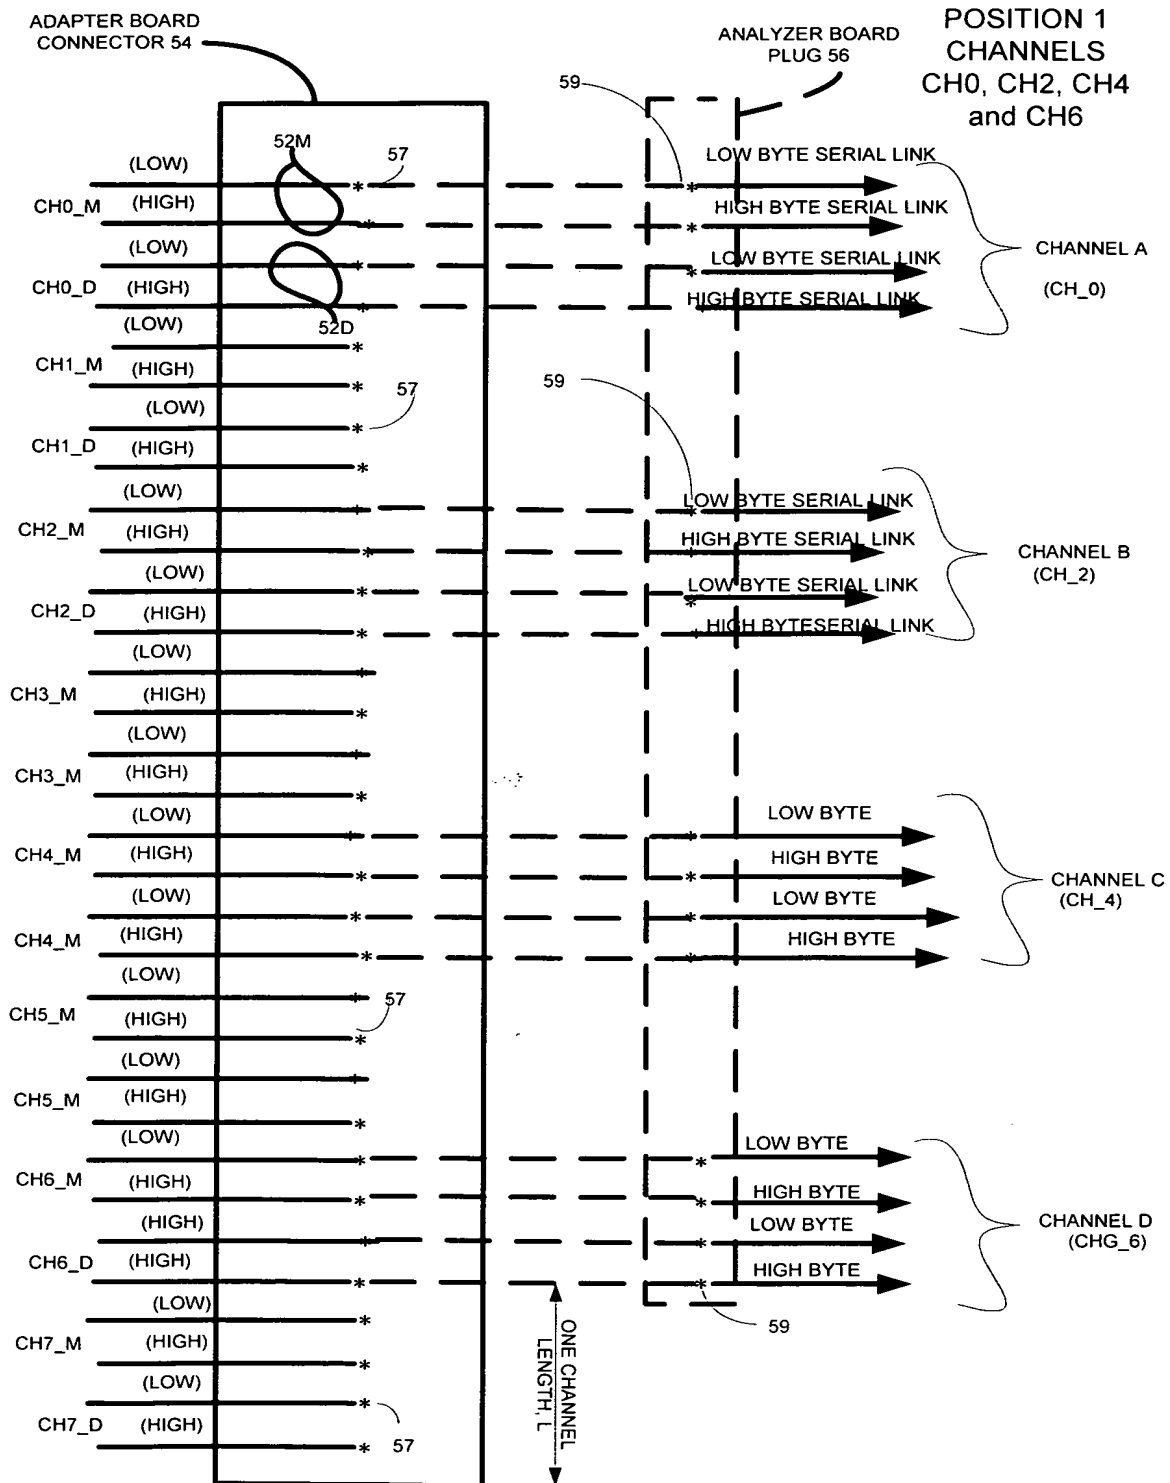 ADAPTER BOARD
CONNECTOR 54
ANALYZER BOARD
PLUG 56
POSITION 1
CHANNELS
CH0, CH2, CH4
and CH6
59
52M
57
(LOW)
CH0_M
(HIGH)
(LOW)
CH0_D
(HIGH)
52D
LOW BYTE SERIAL LINK
HIGH BYTE SERIAL LINK
LOW BYTE SERIAL LINK
HIGH BYTE SERIAL LINK
CHANNEL A
(CH_0)
(LOW)
CH1_M
(HIGH)
57
59
(LOW)
CH1_D
(HIGH)
(LOW)
CH2_M
(HIGH)
(LOW)
CH2_D
(HIGH)
LOW BYTE SERIAL LINK
HIGH BYTE SERIAL LINK
LOW BYTE SERIAL LINK
HIGH BYTESERIAL LINK
CHANNEL B
(CH_2)
(LOW)
CH3_M
(HIGH)
(LOW)
CH3_M
(HIGH)
(LOW)
CH4_M
(HIGH)
(LOW)
CH4_M
(HIGH)
LOW BYTE
HIGH BYTE
LOW BYTE
HIGH BYTE
CHANNEL C
(CH_4)
(LOW)
CH5_M
(HIGH)
57
(LOW)
CH5_M
(HIGH)
(LOW)
CH6_M
(HIGH)
(HIGH)
CH6_D
(HIGH)
LOW BYTE
HIGH BYTE
LOW BYTE
HIGH BYTE
CHANNEL D
(CHG_6)
59
(LOW)
CH7_M
(HIGH)
(LOW)
CH7_D
(HIGH)
57
ONE CHANNEL
LENGTH, L